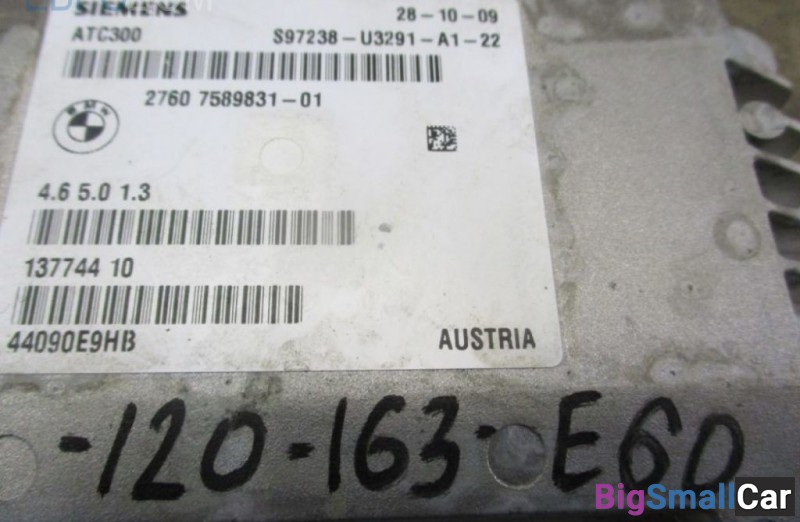 SIEMENS 28-10-09
ATC300 S97238-U3291-A1-22
BMW
2760 7589831-01
4.6 5.0 1.3
137744 10
44090E9HB AUSTRIA
-120-163- E60
BigSmallCar